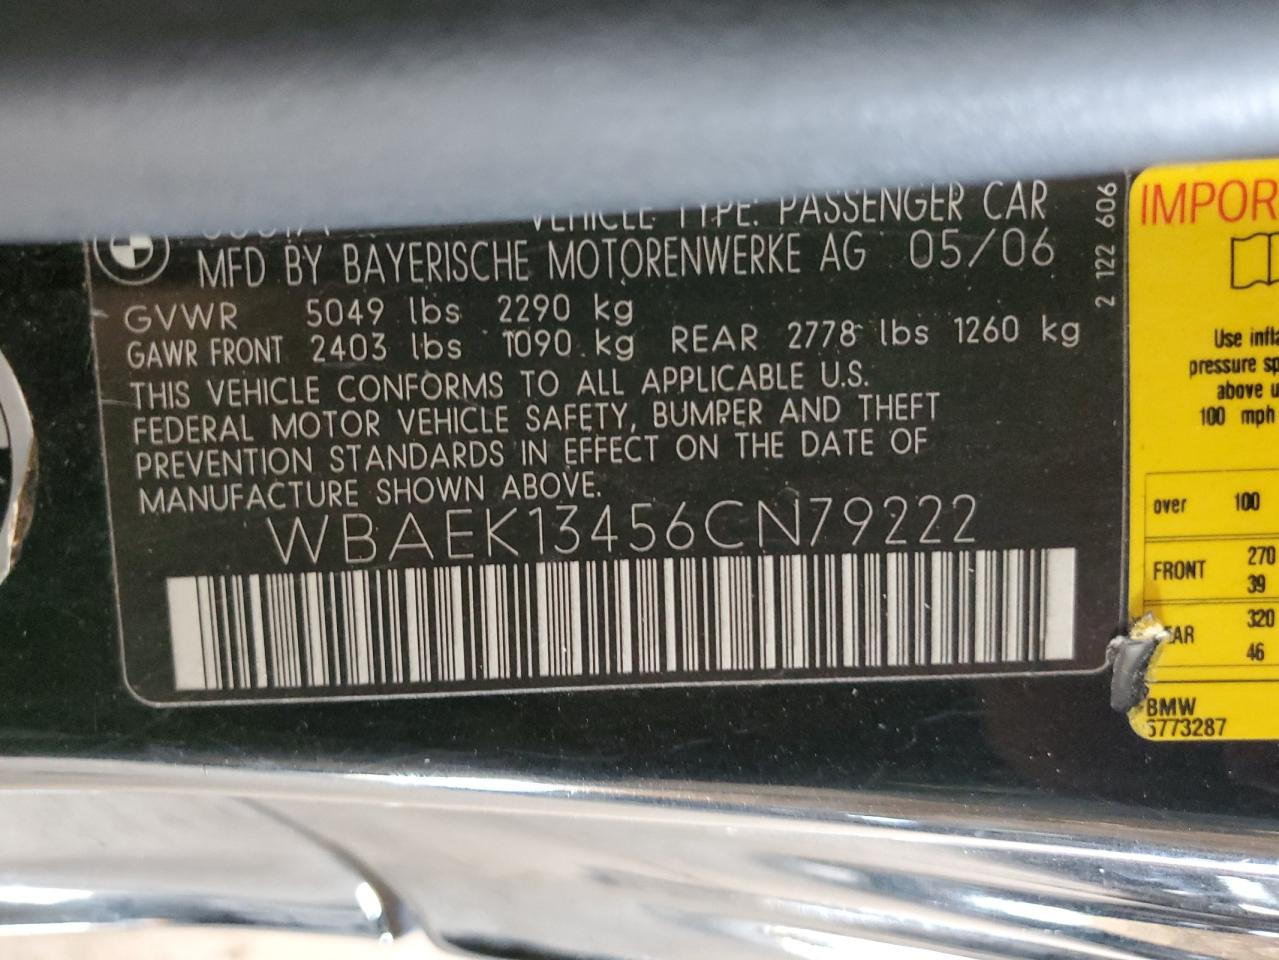 VEHICLE TYPE: PASSENGER CAR
MFD BY BAYERISCHE MOTORENWERKE AG 05/06
GVWR 5049 lbs 2290 kg
GAWR FRONT 2403 lbs 1090 kg REAR 2778 lbs 1260 kg
THIS VEHICLE CONFORMS TO ALL APPLICABLE U.S.
FEDERAL MOTOR VEHICLE SAFETY, BUMPER AND THEFT
PREVENTION STANDARDS IN EFFECT ON THE DATE OF
MANUFACTURE SHOWN ABOVE.
WBAEK13456CN79222
2 122 606
IMPOR
Use infla
pressure sp
above u
100 mph
over 100
FRONT 270
39
AR 320
46
BMW
6773287